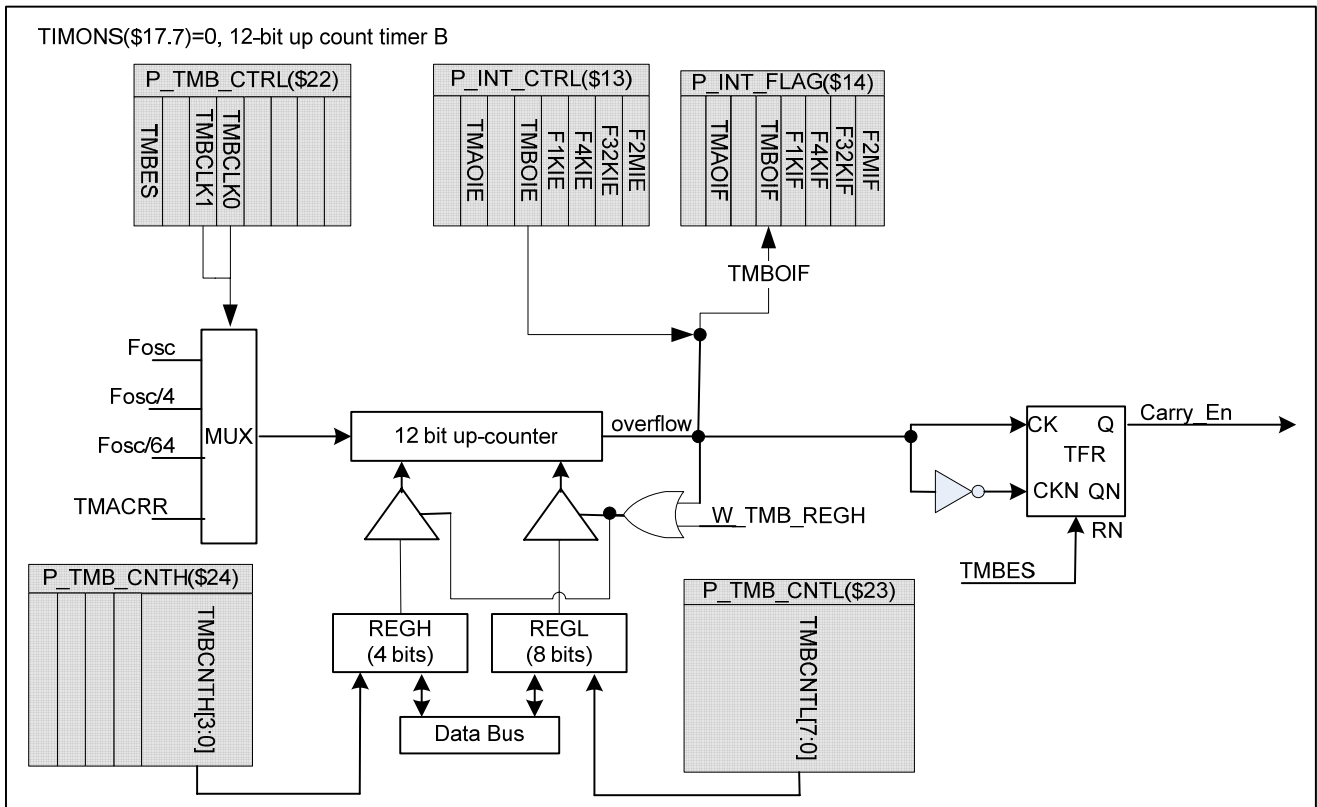 TIMONS($17.7)=0, 12-bit up count timer B
P_TMB_CTRL($22)
TMBES
TMBCLK1
TMBCLK0
P_INT_CTRL($13)
TMAOIE
TMBOIE
F1KIE
F4KIE
F32KIE
F2MIE
P_INT_FLAG($14)
TMAOIF
TMBOIF
F1KIF
F4KIF
F32KIF
F2MIF
TMBOIF
Fosc
Fosc/4
Fosc/64
TMACRR
MUX
12 bit up-counter
overflow
W_TMB_REGH
CK Q
TFR
CKN QN
RN
Carry_En
TMBES
P_TMB_CNTH($24)
TMBCNTH[3:0]
REGH
(4 bits)
REGL
(8 bits)
Data Bus
P_TMB_CNTL($23)
TMBCNTL[7:0]